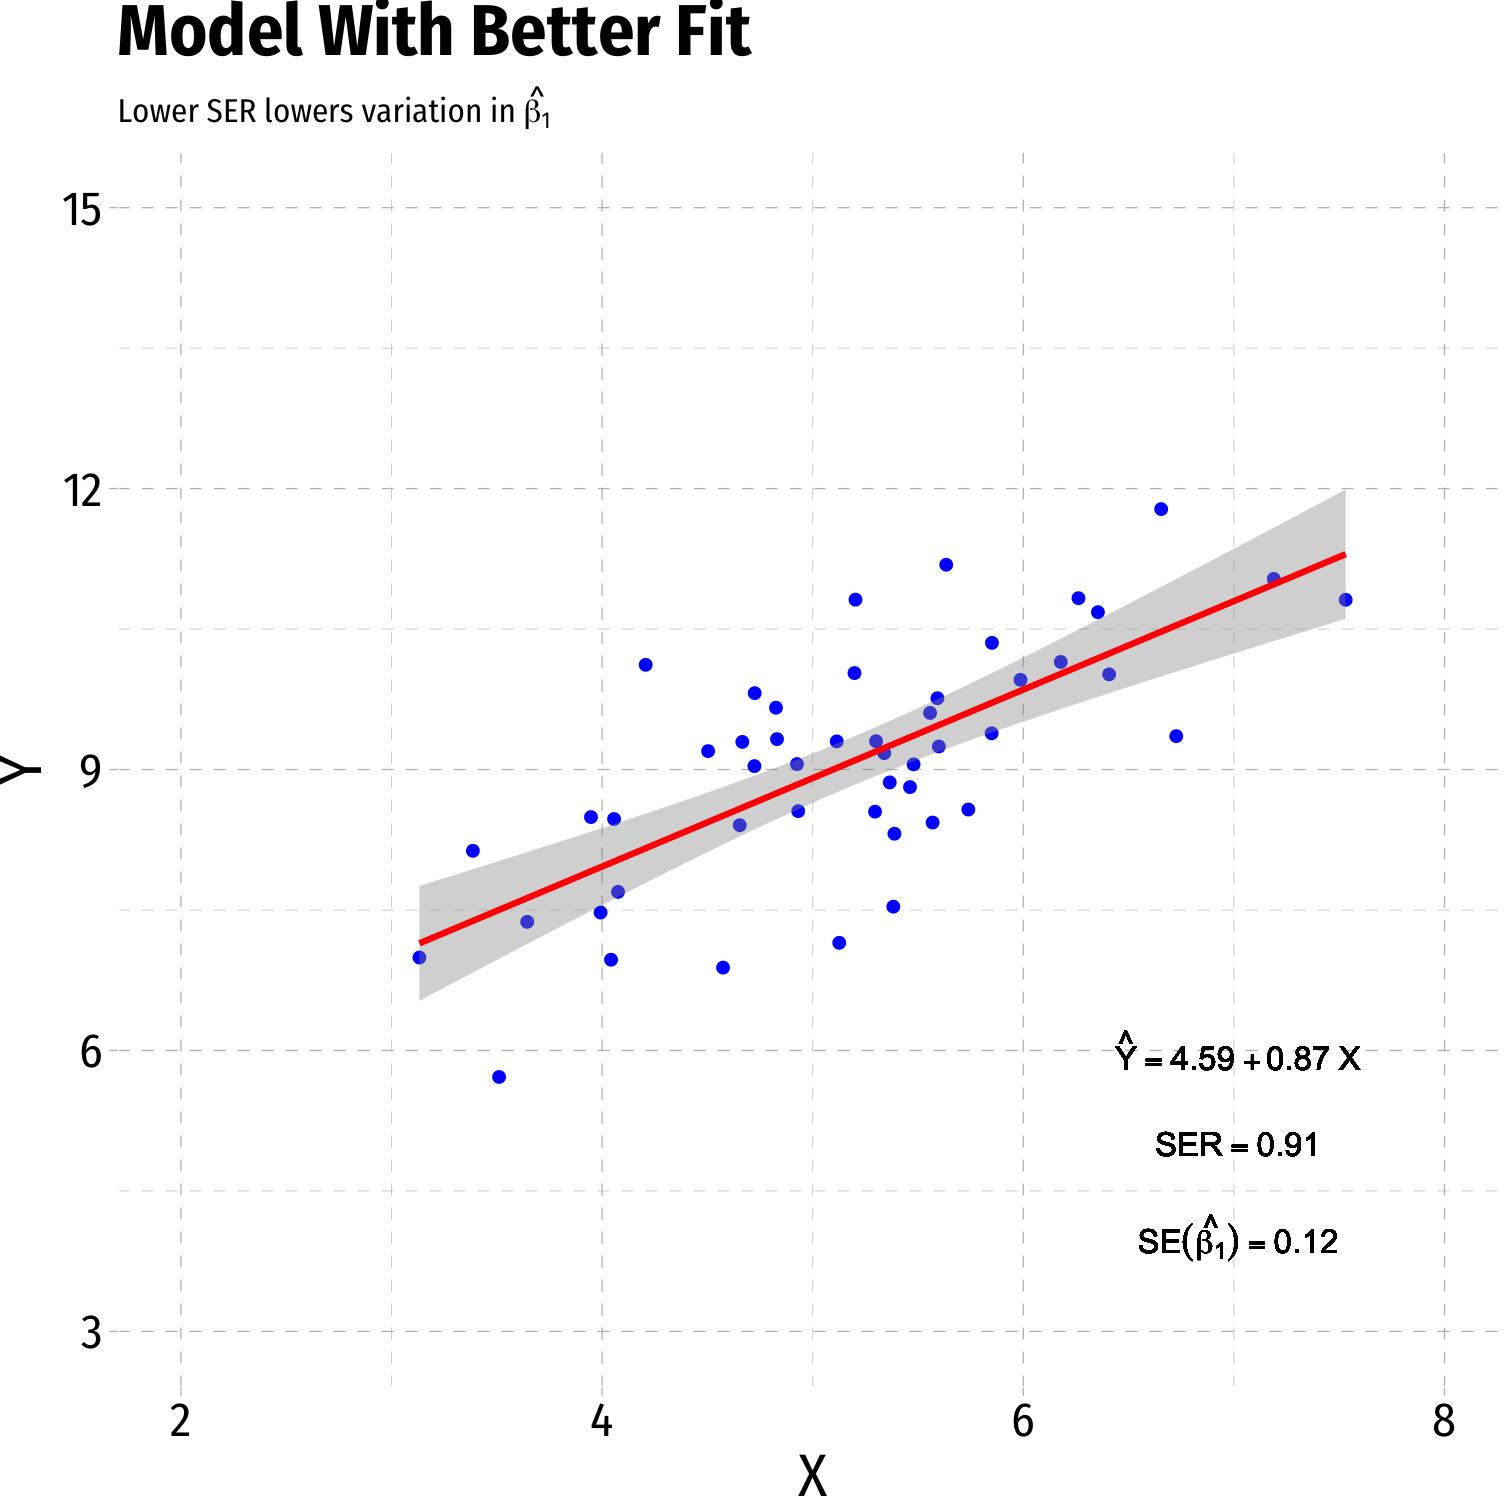 Model With Better Fit
Lower SER lowers variation in β̂₁
15
12
9
6
3
Y
Ŷ = 4.59 + 0.87 X
SER = 0.91
SE(β̂₁) = 0.12
2 4 6 8
X